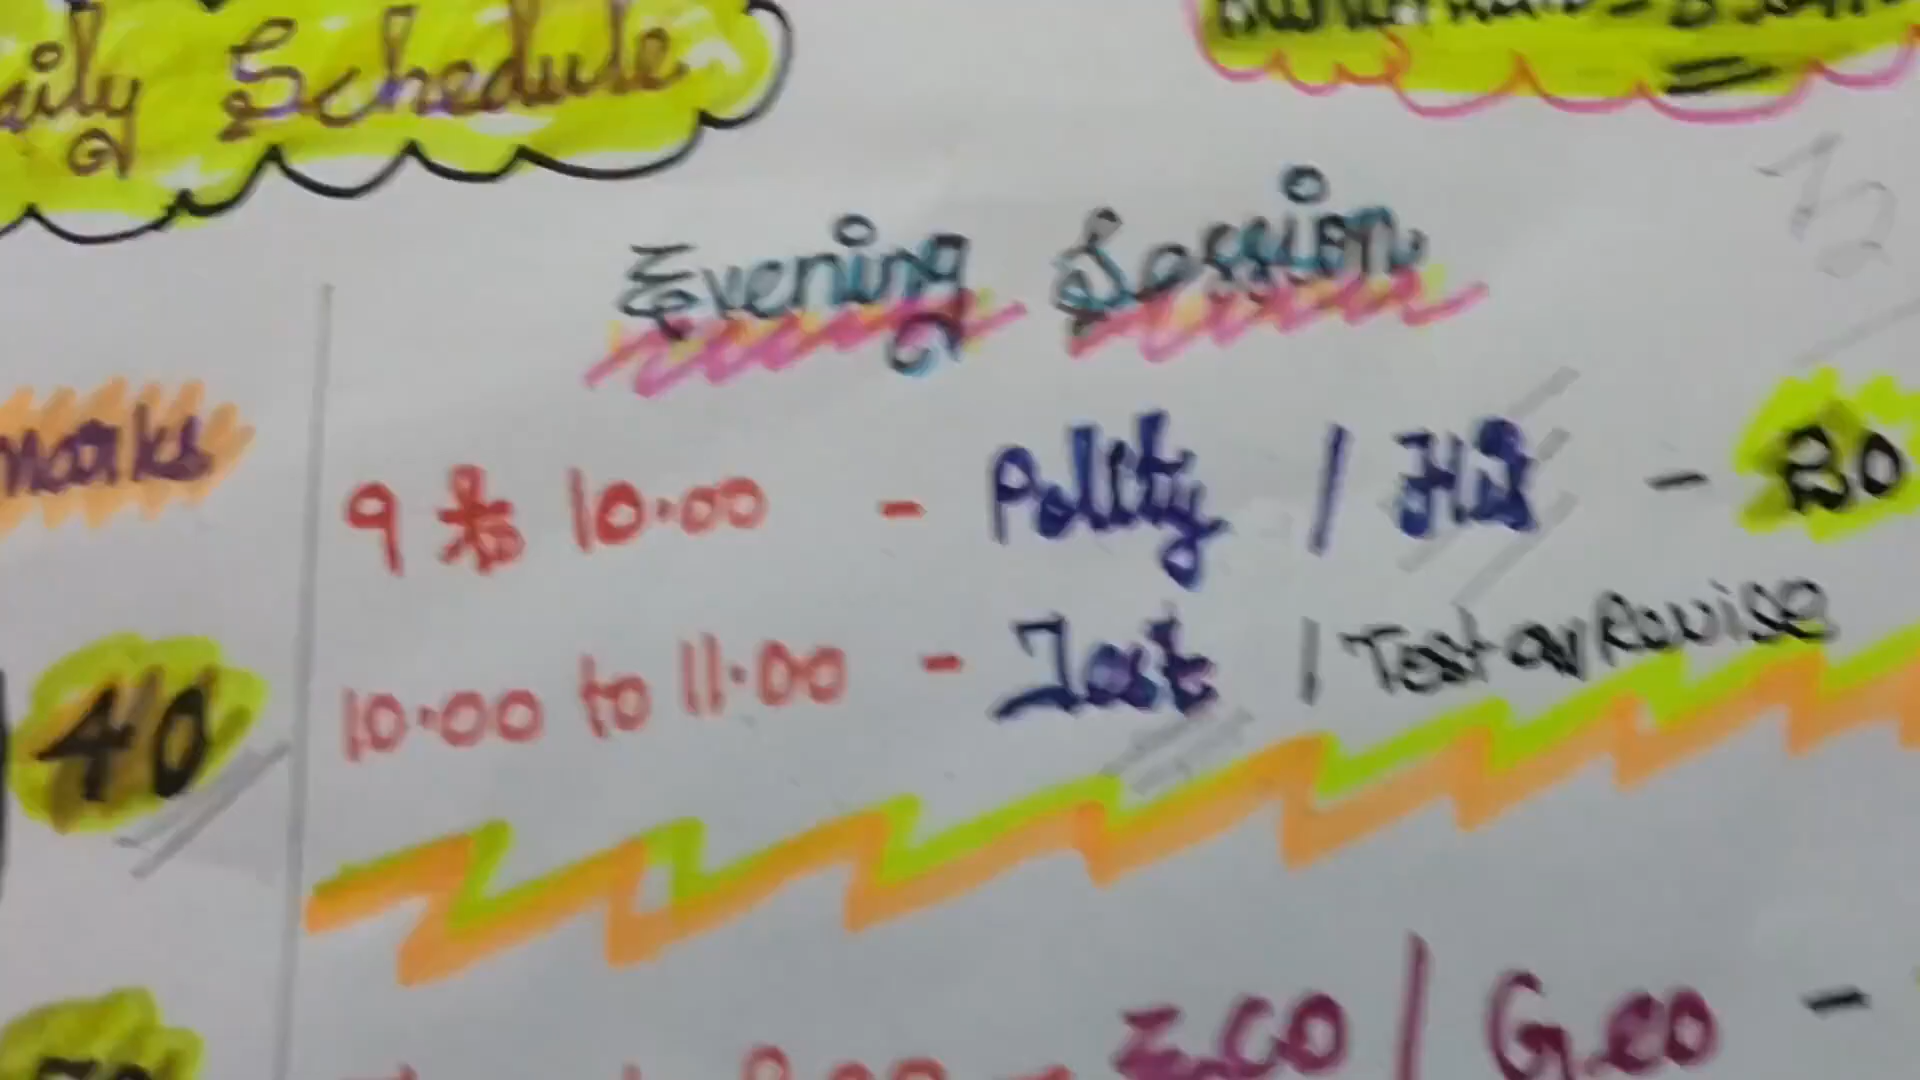 Daily Schedule
Evening Session
Marks
9 to 10.00 - Polity / His - 30
40
10.00 to 11.00 - Test / Test or Revise
Eco / Geo -